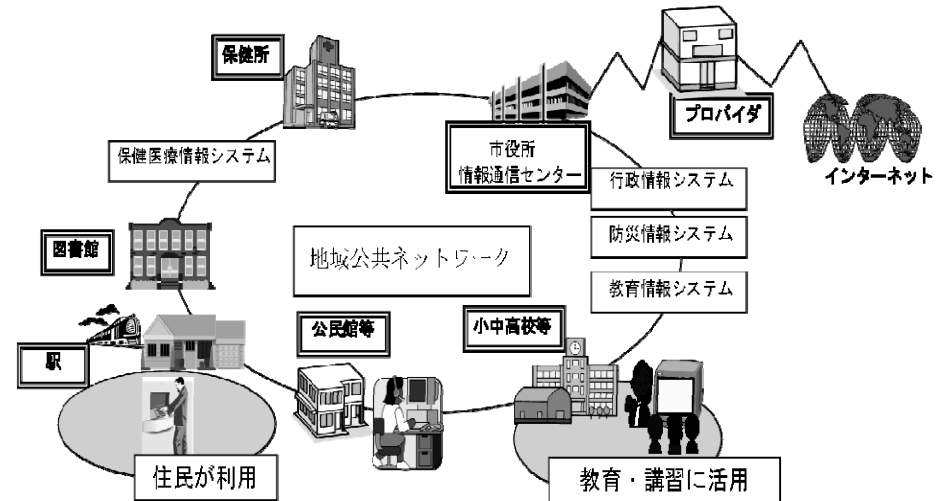 保健所
プロバイダ
インターネット
市役所
情報通信センター
保健医療情報システム
行政情報システム
防災情報システム
教育情報システム
図書館
地域公共ネットワーク
駅
公民館等
小中高校等
住民が利用
教育・講習に活用